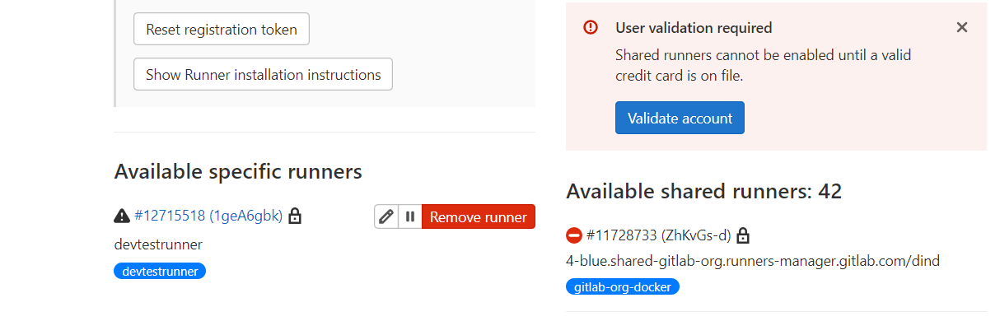 Reset registration token
Show Runner installation instructions
Available specific runners
#12715518 (1geA6gbk)
Remove runner
devtestrunner
devtestrunner
User validation required
Shared runners cannot be enabled until a valid
credit card is on file.
Validate account
Available shared runners: 42
#11728733 (ZhKvGs-d)
4-blue.shared-gitlab-org.runners-manager.gitlab.com/dind
gitlab-org-docker